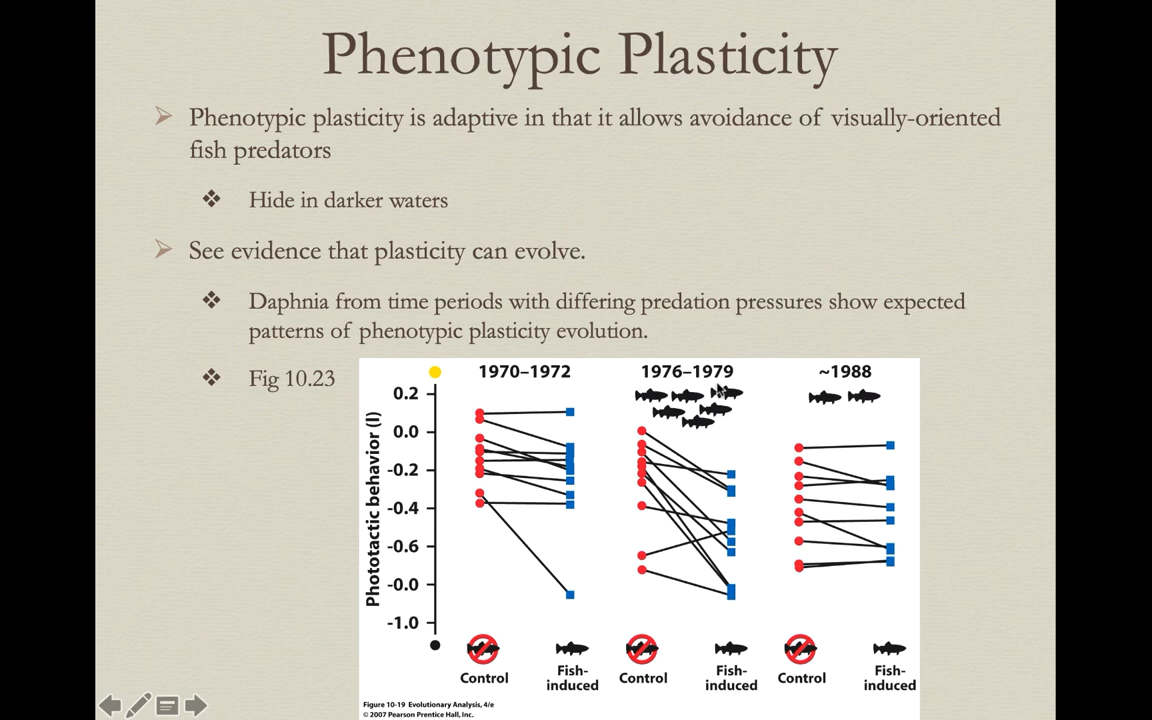 Phenotypic Plasticity
Phenotypic plasticity is adaptive in that it allows avoidance of visually-oriented
fish predators
Hide in darker waters
See evidence that plasticity can evolve.
Daphnia from time periods with differing predation pressures show expected
patterns of phenotypic plasticity evolution.
Fig 10.23
1970–1972
1976–1979
~1988
Phototactic behavior (I)
0.2
0.0
-0.2
-0.4
-0.6
-0.0
-1.0
Control
Fish-
induced
Control
Fish-
induced
Control
Fish-
induced
Figure 10-19 Evolutionary Analysis, 4/e
© 2007 Pearson Prentice Hall, Inc.